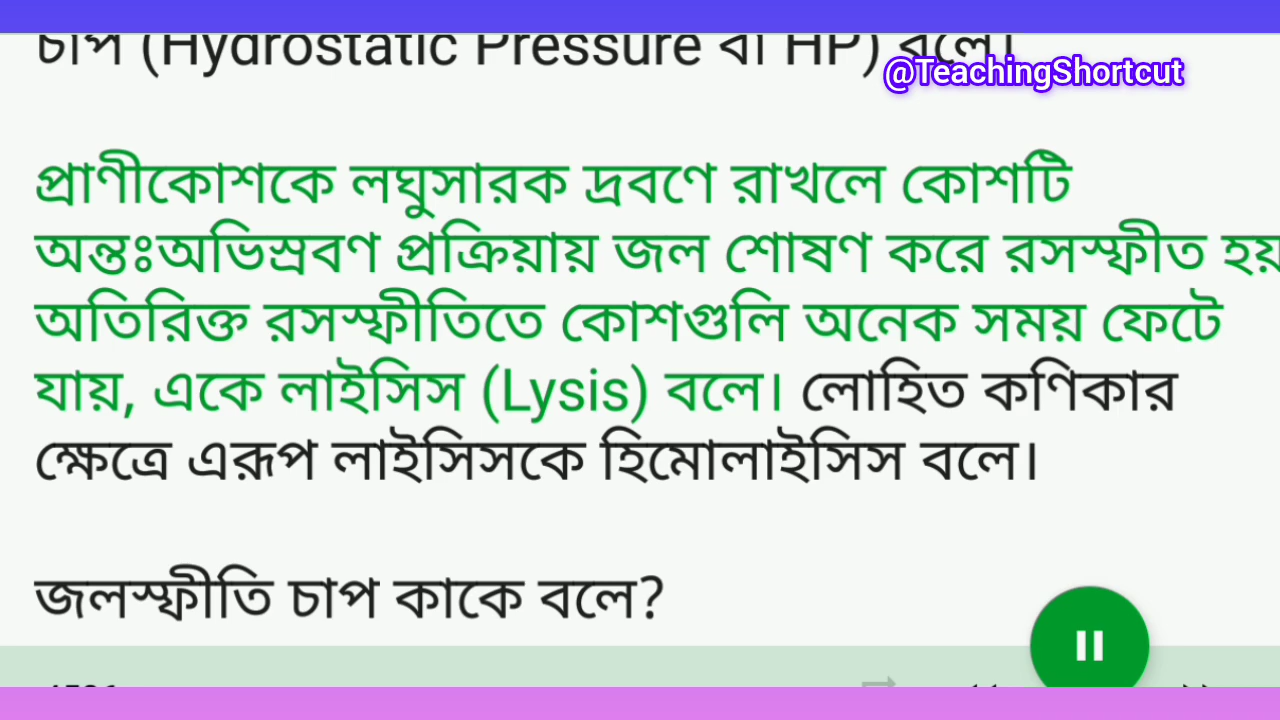 চাপ (Hydrostatic Pressure বা HP) বলে।
@TeachingShortcut
প্রাণীকোশকে লঘুসারক দ্রবণে রাখলে কোশটি
অন্তঃঅভিস্রবণ প্রক্রিয়ায় জল শোষণ করে রসস্ফীত হয়
অতিরিক্ত রসস্ফীতিতে কোশগুলি অনেক সময় ফেটে
যায়, একে লাইসিস (Lysis) বলে। লোহিত কণিকার
ক্ষেত্রে এরূপ লাইসিসকে হিমোলাইসিস বলে।
জলস্ফীতি চাপ কাকে বলে?